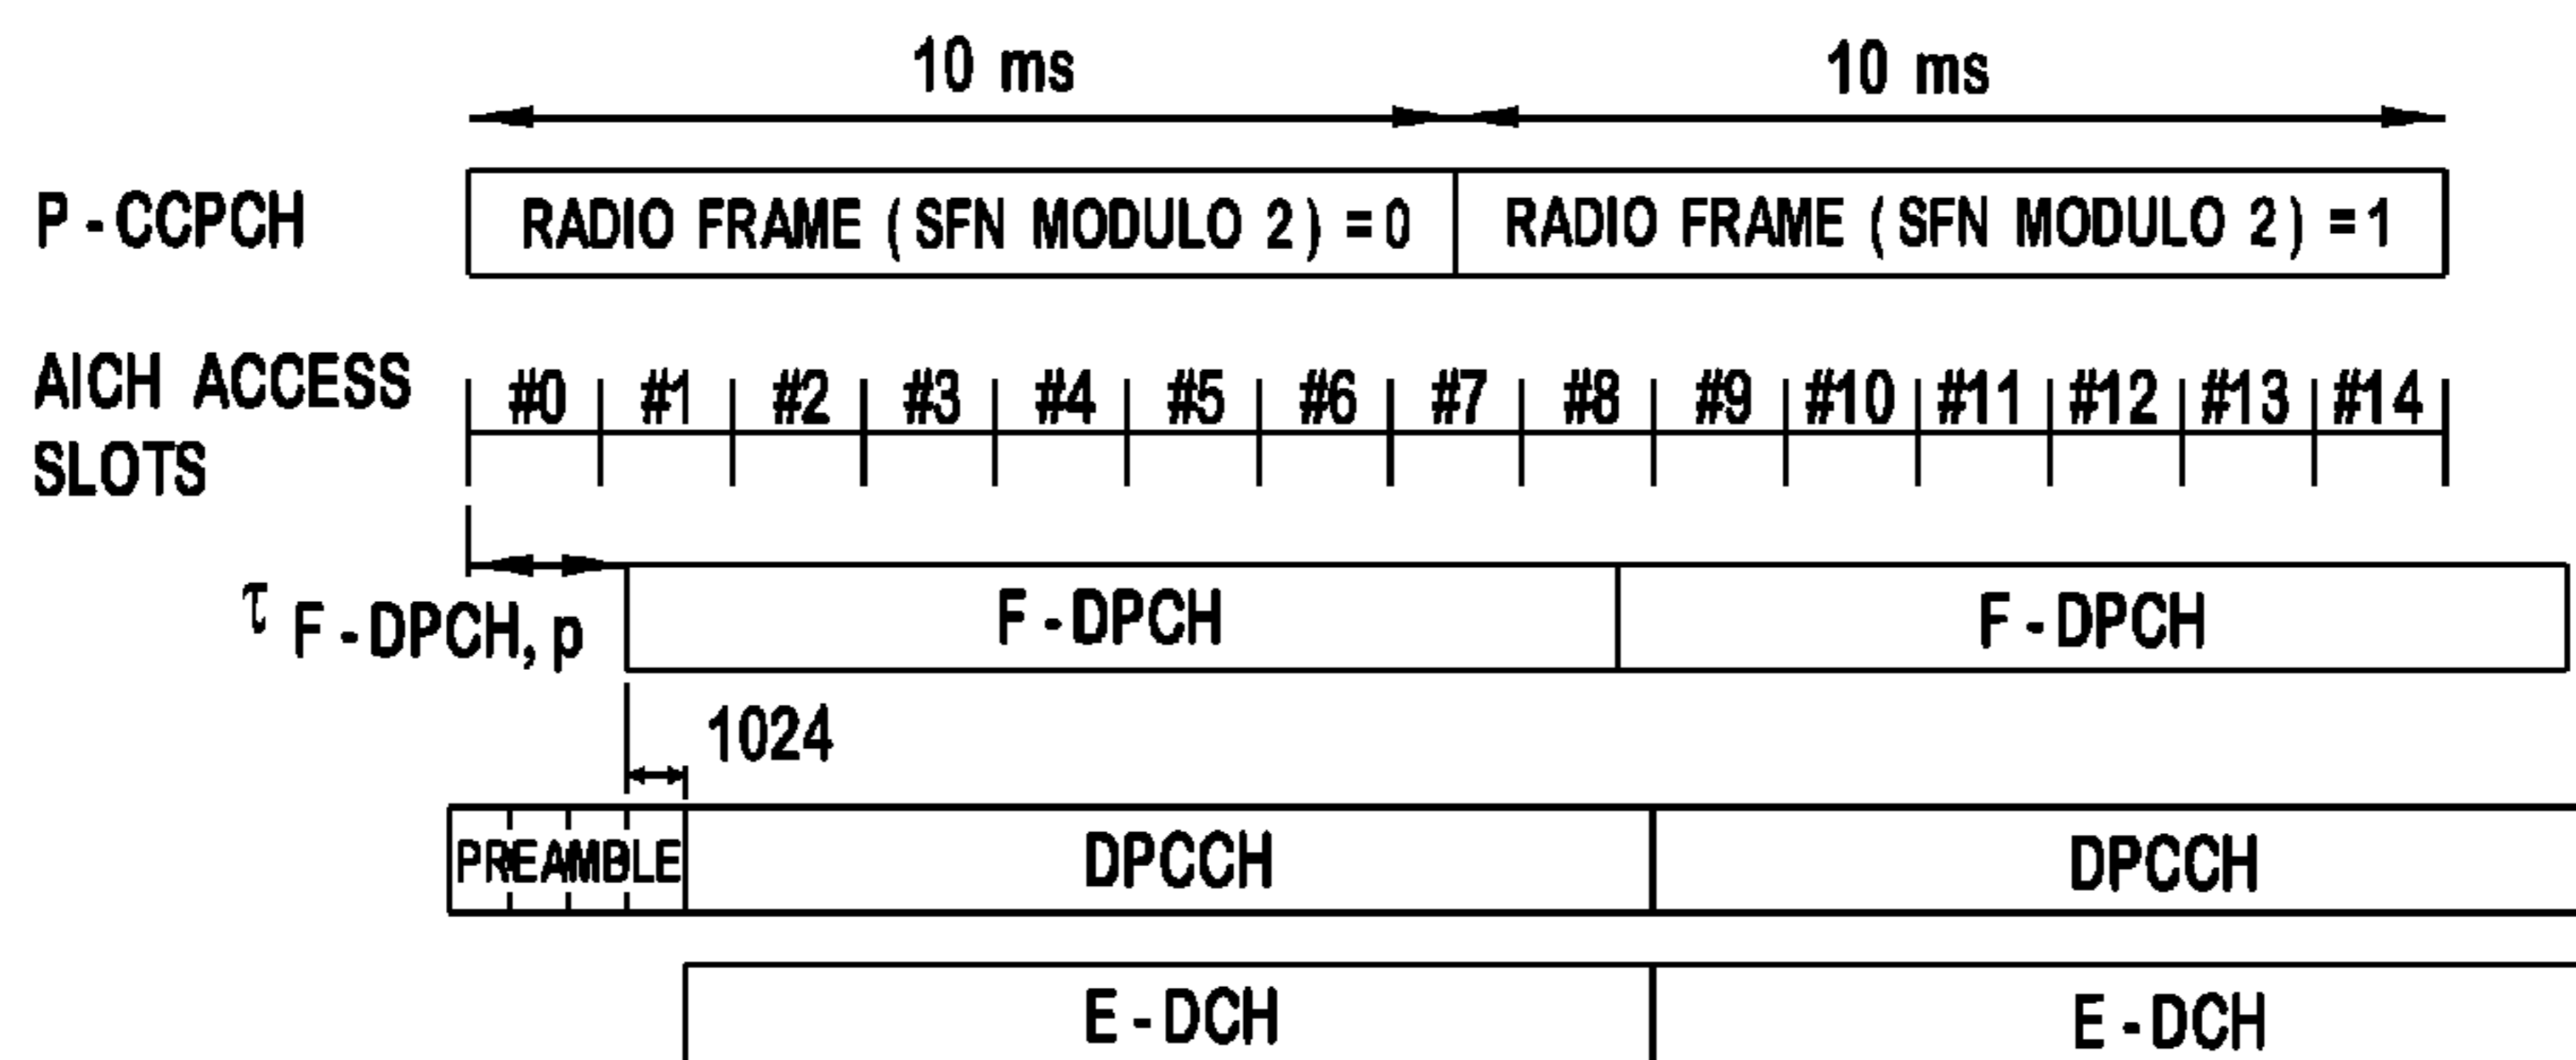 10 ms 10 ms
P-CCPCH RADIO FRAME (SFN MODULO 2) =0 RADIO FRAME (SFN MODULO 2) =1
AICH ACCESS
SLOTS
#0 #1 #2 #3 #4 #5 #6 #7 #8 #9 #10 #11 #12 #13 #14
τ F-DPCH, p
F-DPCH F-DPCH
1024
PREAMBLE DPCCH DPCCH
E-DCH E-DCH